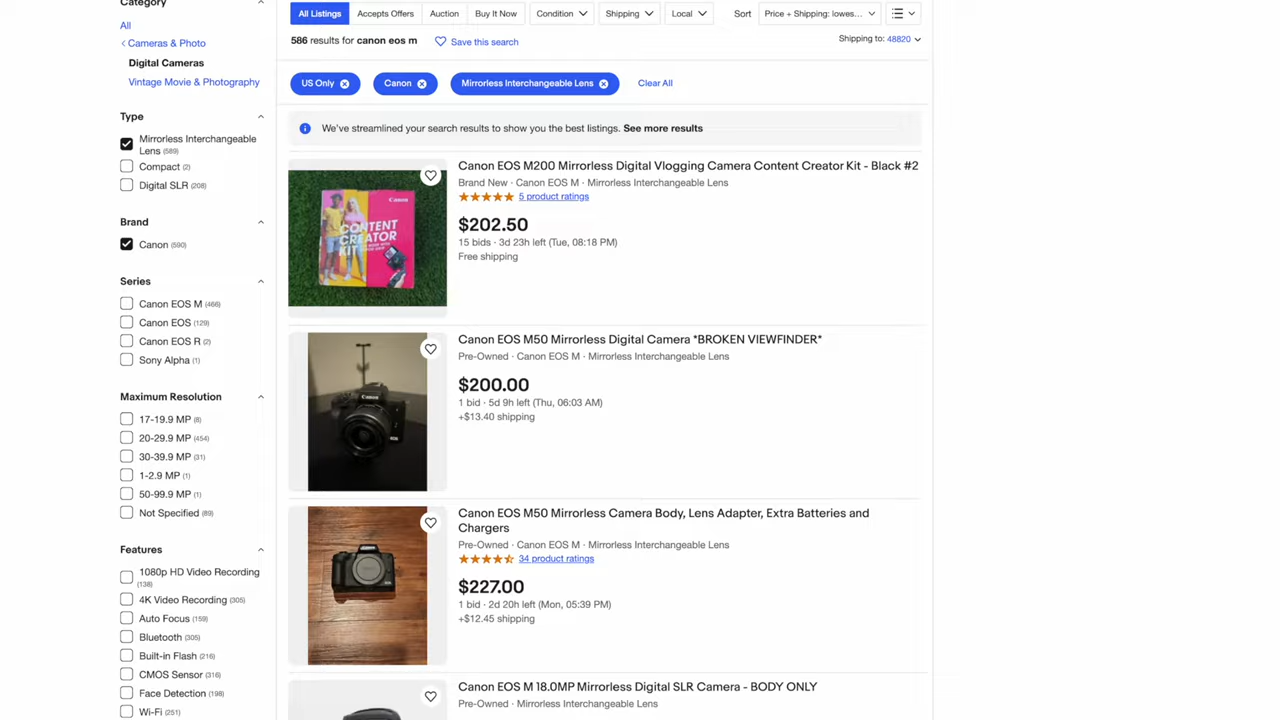 Category
All
Cameras & Photo
Digital Cameras
Vintage Movie & Photography
Type
Mirrorless Interchangeable
Lens (589)
Compact (2)
Digital SLR (208)
Brand
Canon (590)
Series
Canon EOS M (466)
Canon EOS (129)
Canon EOS R (2)
Sony Alpha (1)
Maximum Resolution
17-19.9 MP (8)
20-29.9 MP (454)
30-39.9 MP (31)
1-2.9 MP (1)
50-99.9 MP (1)
Not Specified (89)
Features
1080p HD Video Recording
(138)
4K Video Recording (305)
Auto Focus (159)
Bluetooth (305)
Built-in Flash (216)
CMOS Sensor (316)
Face Detection (198)
Wi-Fi (251)
All Listings Accepts Offers Auction Buy It Now Condition Shipping Local Sort Price + Shipping: lowes...
586 results for canon eos m Save this search Shipping to: 48820
US Only Canon Mirrorless Interchangeable Lens Clear All
We've streamlined your search results to show you the best listings. See more results
Canon
CONTENT
CREATOR
KIT
Canon EOS M200 Mirrorless Digital Vlogging Camera Content Creator Kit - Black #2
Brand New · Canon EOS M · Mirrorless Interchangeable Lens
5 product ratings
$202.50
15 bids · 3d 23h left (Tue, 08:18 PM)
Free shipping
Canon
Canon EOS M50 Mirrorless Digital Camera *BROKEN VIEWFINDER*
Pre-Owned · Canon EOS M · Mirrorless Interchangeable Lens
$200.00
1 bid · 5d 9h left (Thu, 06:03 AM)
+$13.40 shipping
Canon EOS M50 Mirrorless Camera Body, Lens Adapter, Extra Batteries and
Chargers
Pre-Owned · Canon EOS M · Mirrorless Interchangeable Lens
34 product ratings
$227.00
1 bid · 2d 20h left (Mon, 05:39 PM)
+$12.45 shipping
Canon EOS M 18.0MP Mirrorless Digital SLR Camera - BODY ONLY
Pre-Owned · Mirrorless Interchangeable Lens